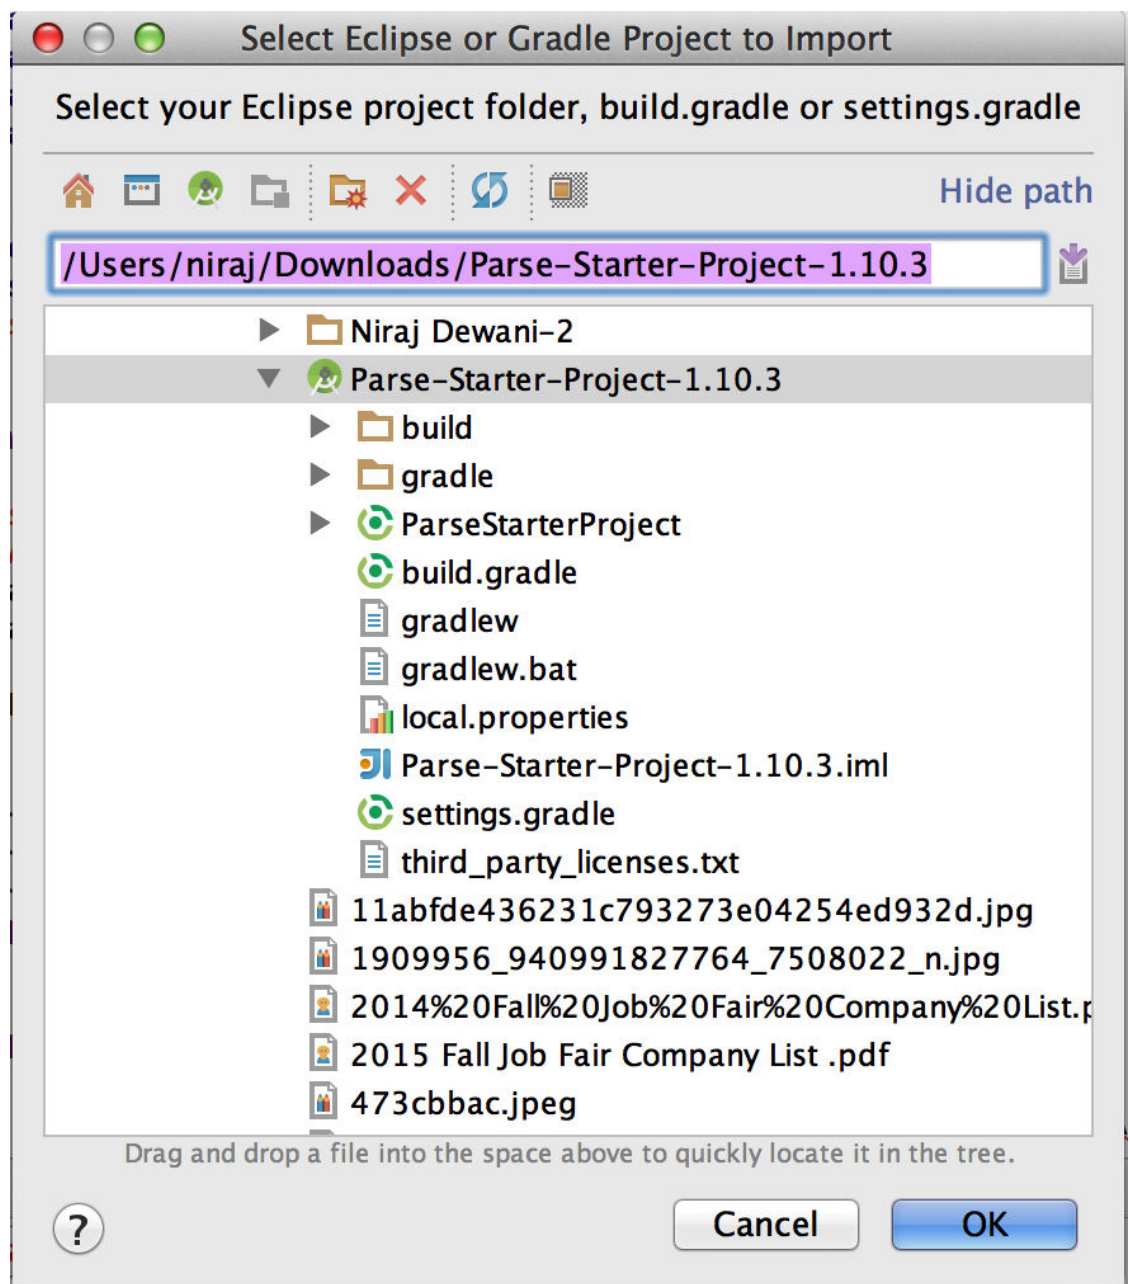 Select Eclipse or Gradle Project to Import
Select your Eclipse project folder, build.gradle or settings.gradle
Hide path
/Users/niraj/Downloads/Parse-Starter-Project-1.10.3
Niraj Dewani-2
Parse-Starter-Project-1.10.3
build
gradle
ParseStarterProject
build.gradle
gradlew
gradlew.bat
local.properties
Parse-Starter-Project-1.10.3.iml
settings.gradle
third_party_licenses.txt
11abfde436231c793273e04254ed932d.jpg
1909956_940991827764_7508022_n.jpg
2014%20Fall%20Job%20Fair%20Company%20List.p
2015 Fall Job Fair Company List .pdf
473cbbac.jpeg
Drag and drop a file into the space above to quickly locate it in the tree.
?
Cancel
OK